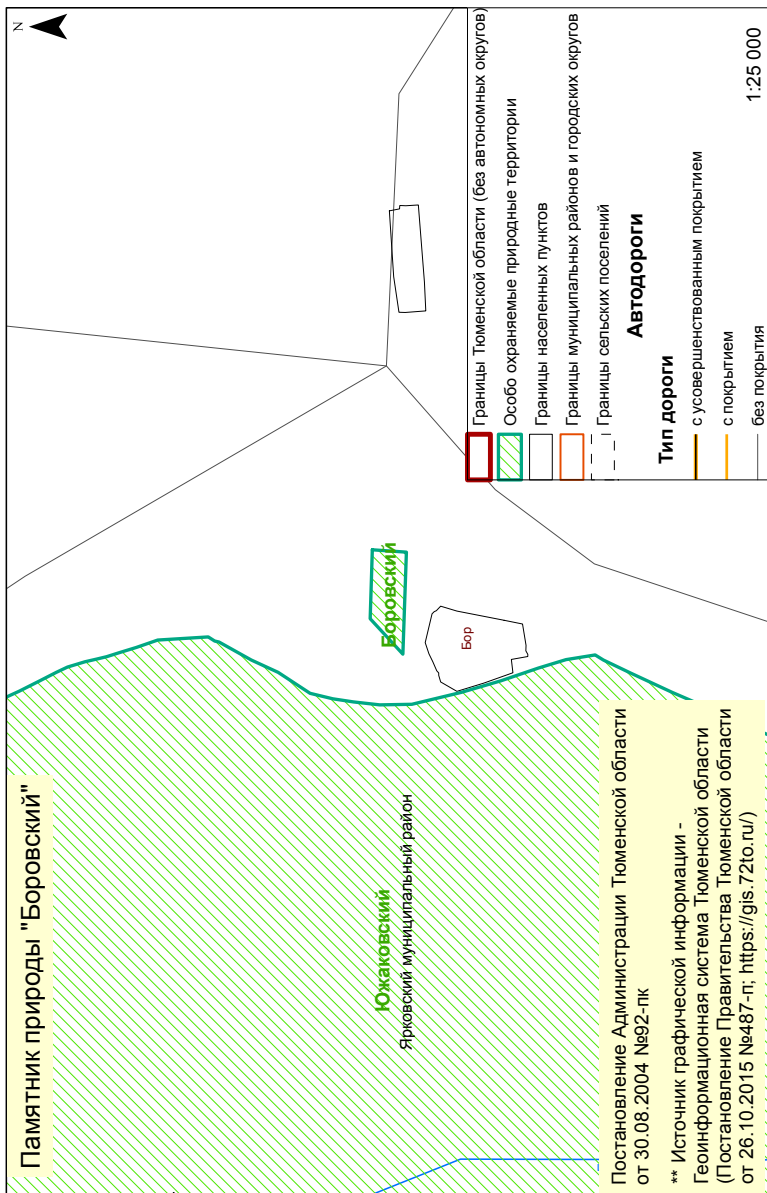 Памятник природы "Боровский"
N
Южаковский
Ярковский муниципальный район
Боровский
Бор
Постановление Администрации Тюменской области
от 30.08.2004 №92-пк
** Источник графической информации -
Геоинформационная система Тюменской области
(Постановление Правительства Тюменской области
от 26.10.2015 №487-п; https://gis.72to.ru/)
Границы Тюменской области (без автономных округов)
Особо охраняемые природные территории
Границы населенных пунктов
Границы муниципальных районов и городских округов
Границы сельских поселений
Автодороги
Тип дороги
с усовершенствованным покрытием
с покрытием
без покрытия
1:25 000